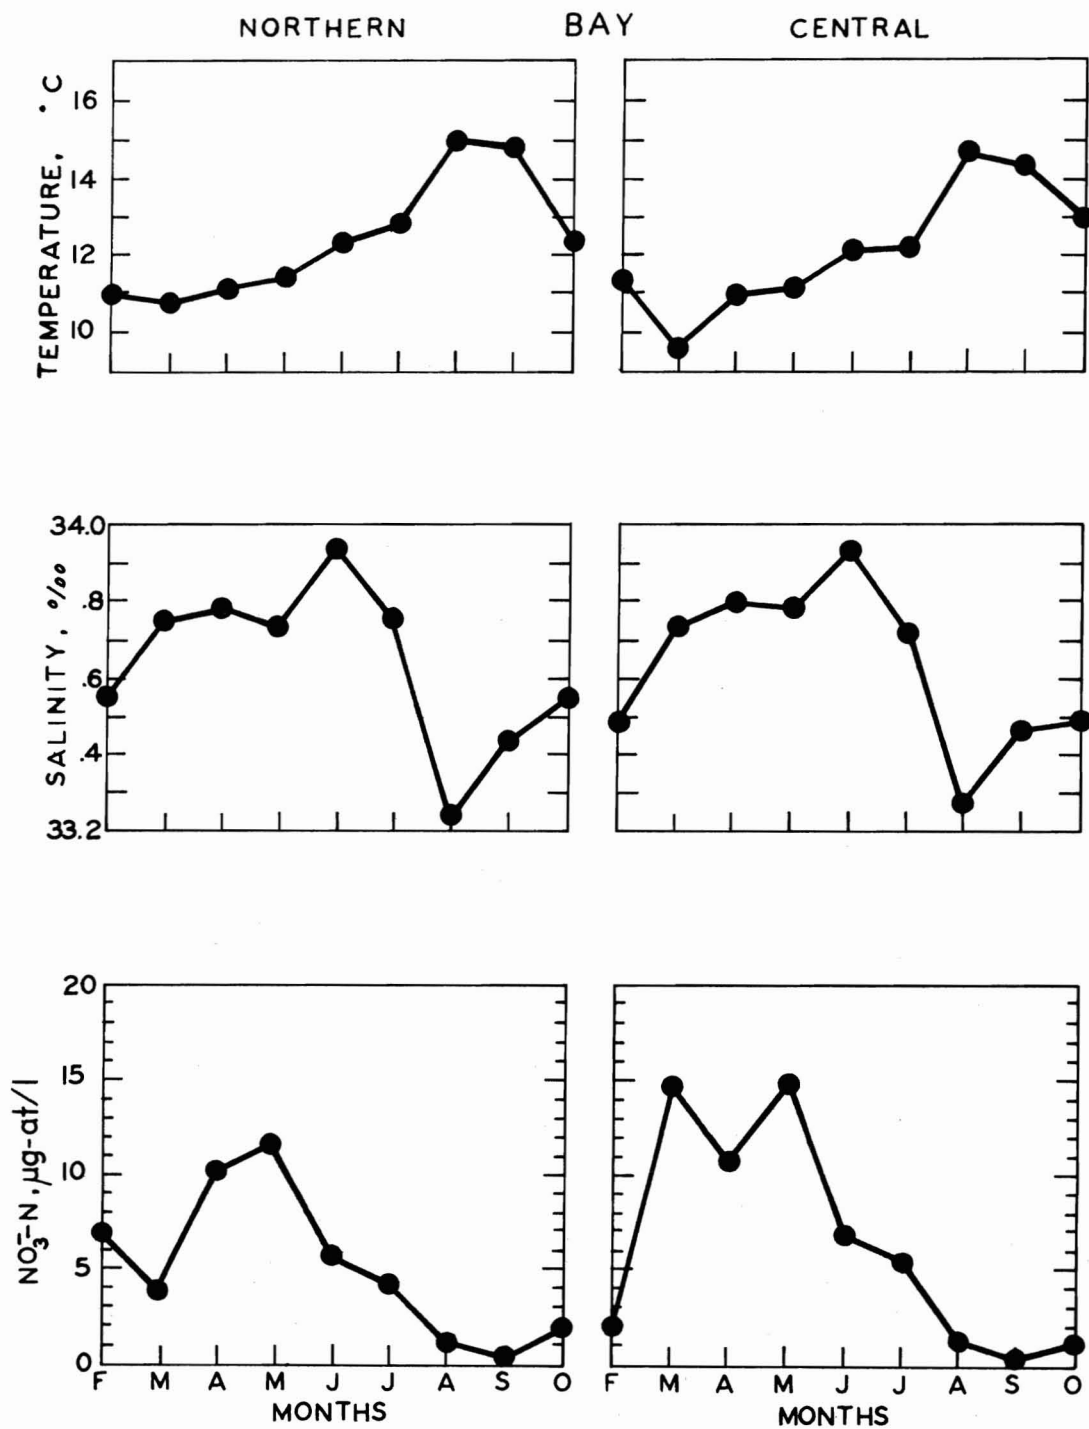 NORTHERN BAY CENTRAL
TEMPERATURE, °C
16
14
12
10
SALINITY, ‰
34.0
.8
.6
.4
33.2
NO₃⁻-N, µg-at/l
20
15
10
5
0
F M A M J J A S O
MONTHS
F M A M J J A S O
MONTHS